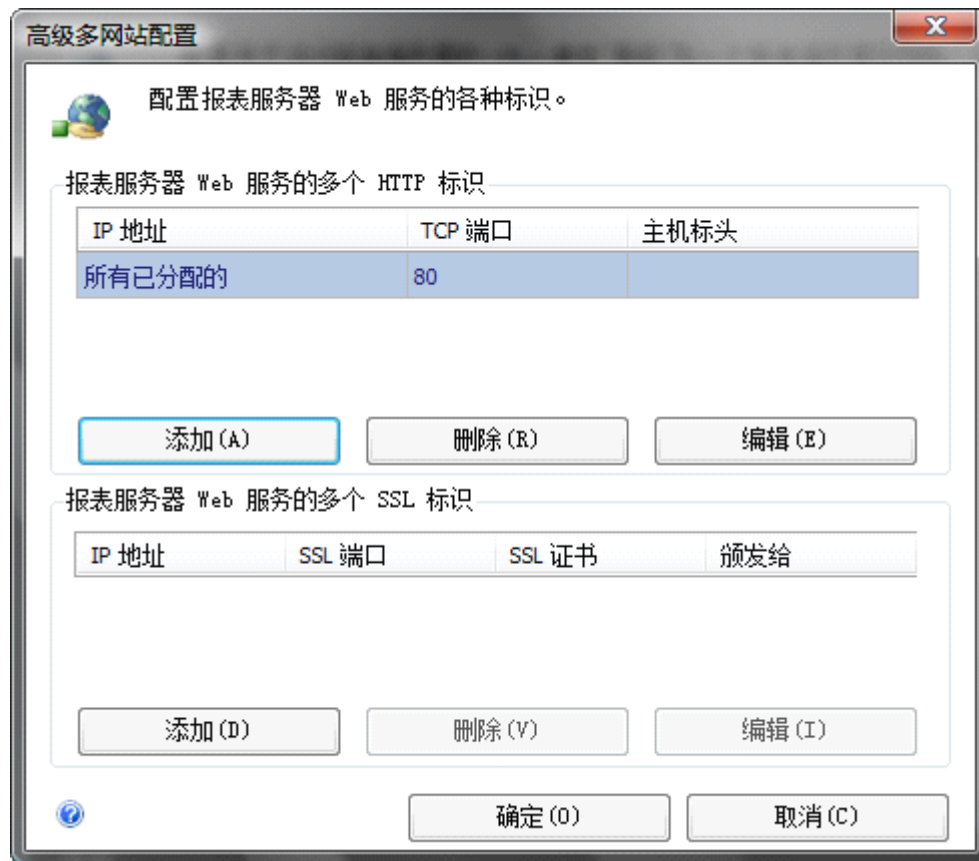 高级多网站配置
配置报表服务器 Web 服务的各种标识。
报表服务器 Web 服务的多个 HTTP 标识
IP 地址 TCP 端口 主机标头
所有已分配的 80
添加(A) 删除(R) 编辑(E)
报表服务器 Web 服务的多个 SSL 标识
IP 地址 SSL 端口 SSL 证书 颁发给
添加(D) 删除(V) 编辑(I)
确定(O) 取消(C)